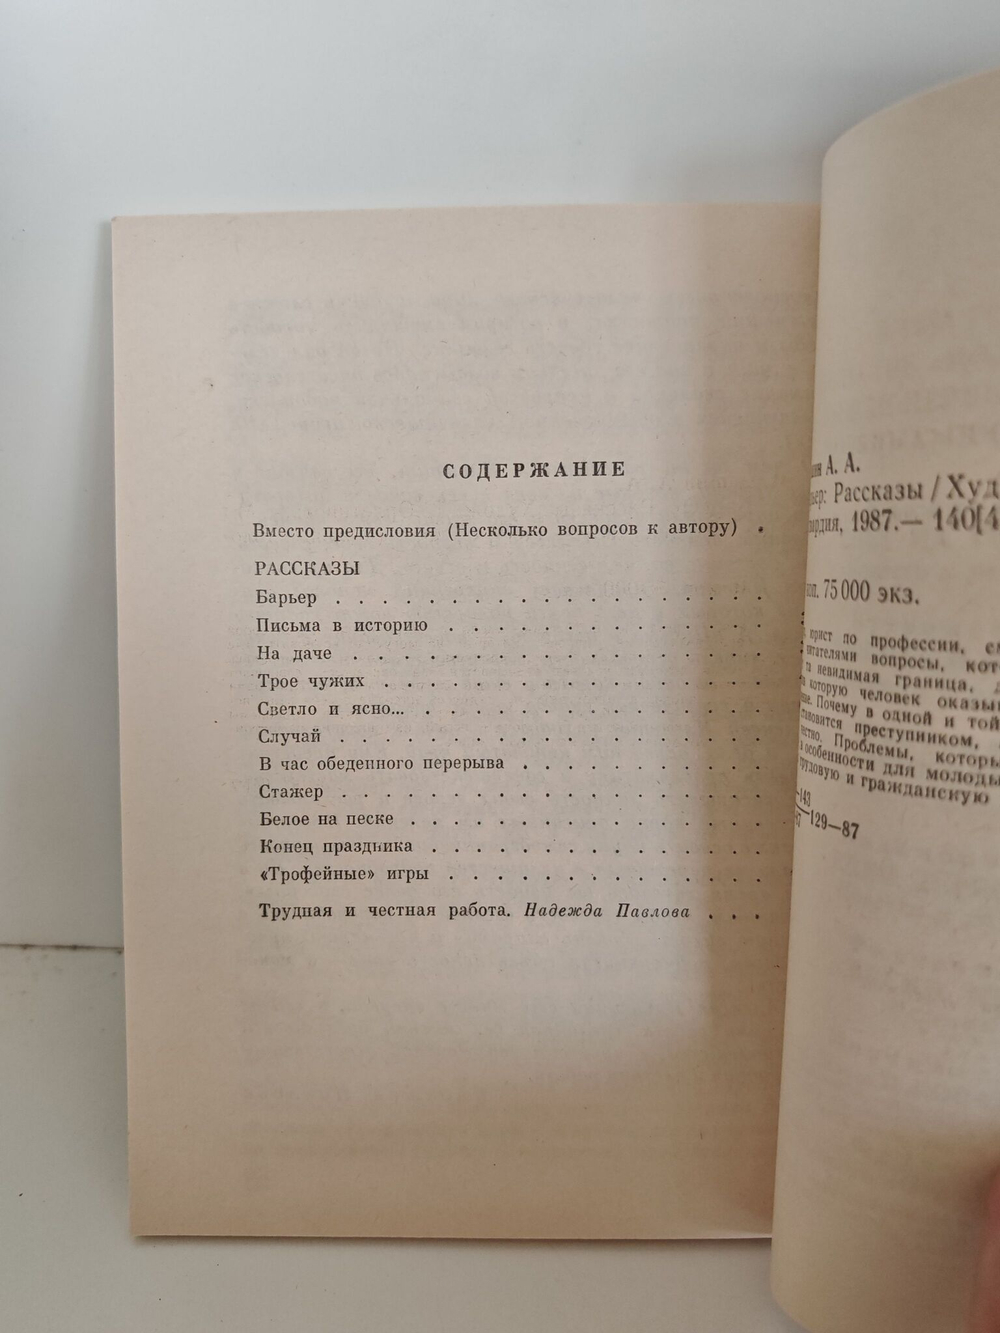 СОДЕРЖАНИЕ
Вместо предисловия (Несколько вопросов к автору) .
РАССКАЗЫ
Барьер . . . . . . . . . . . . . . .
Письма в историю . . . . . . . . . . .
На даче . . . . . . . . . . . . . .
Трое чужих . . . . . . . . . . . . .
Светло и ясно... . . . . . . . . . . . .
Случай . . . . . . . . . . . . . .
В час обеденного перерыва . . . . . . . .
Стажер . . . . . . . . . . . . . .
Белое на песке . . . . . . . . . . . .
Конец праздника . . . . . . . . . . .
«Трофейные» игры . . . . . . . . . . .
Трудная и честная работа. Надежда Павлова . . .
А. А.
Рассказы / Худ
1987.— 140[4
75 000 экз.
юрист по профессии,
вопросы,
невидимая граница,
которую человек
Почему в одной и той
преступником,
Проблемы,
особенности для
и гражданскую
129—87